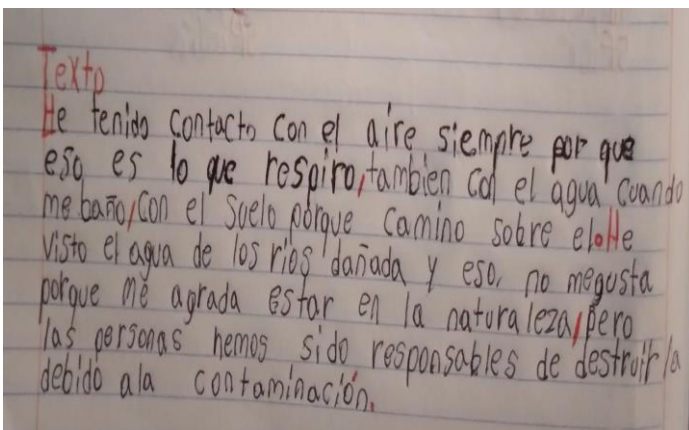 Texto
He tenido contacto con el aire siempre por que
eso es lo que respiro, tambien con el agua cuando
me baño, con el suelo porque camino sobre el. He
visto el agua de los rios dañada y eso, no megusta
porque me agrada estar en la naturaleza, pero
las personas hemos sido responsables de destruirla
debido ala contaminación.